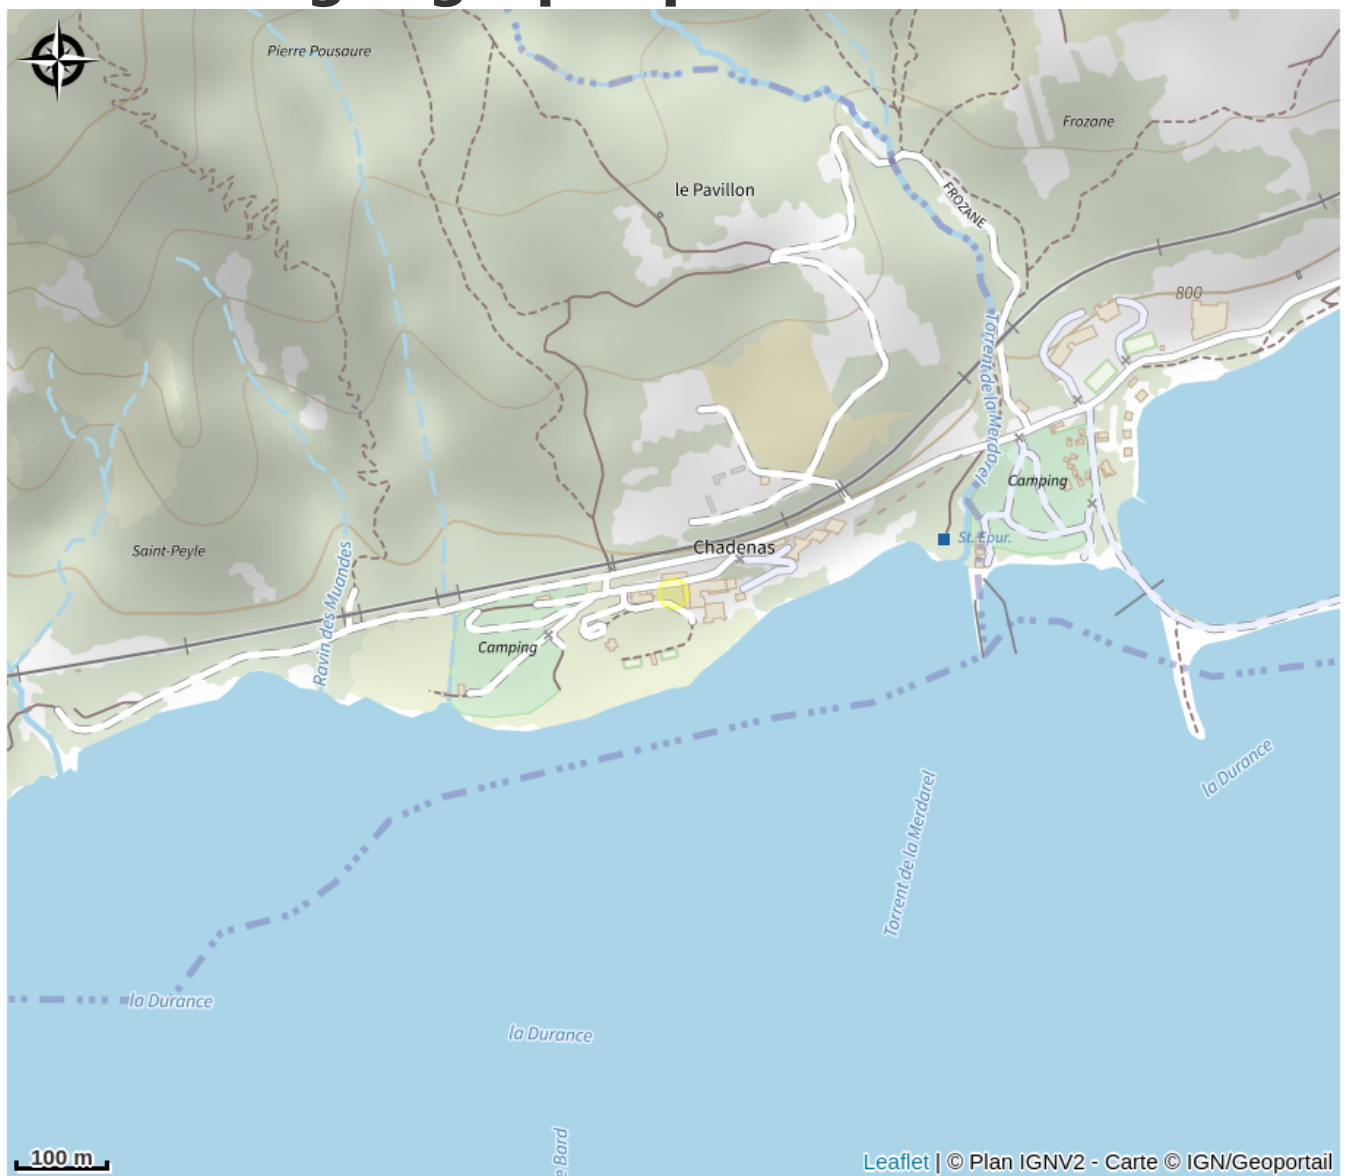 Pierre Pousaure
Frozane
le Pavillon
FROZANE
800
Torrent de la Merdarel
Camping
St. Epur.
Chadenas
Saint-Peyle
Ravin des Muandes
Camping
la Durance
Torrent de la Merdarel
la Durance
la Durance
e Bard
100 m
Leaflet | © Plan IGNV2 - Carte © IGN/Geoportail